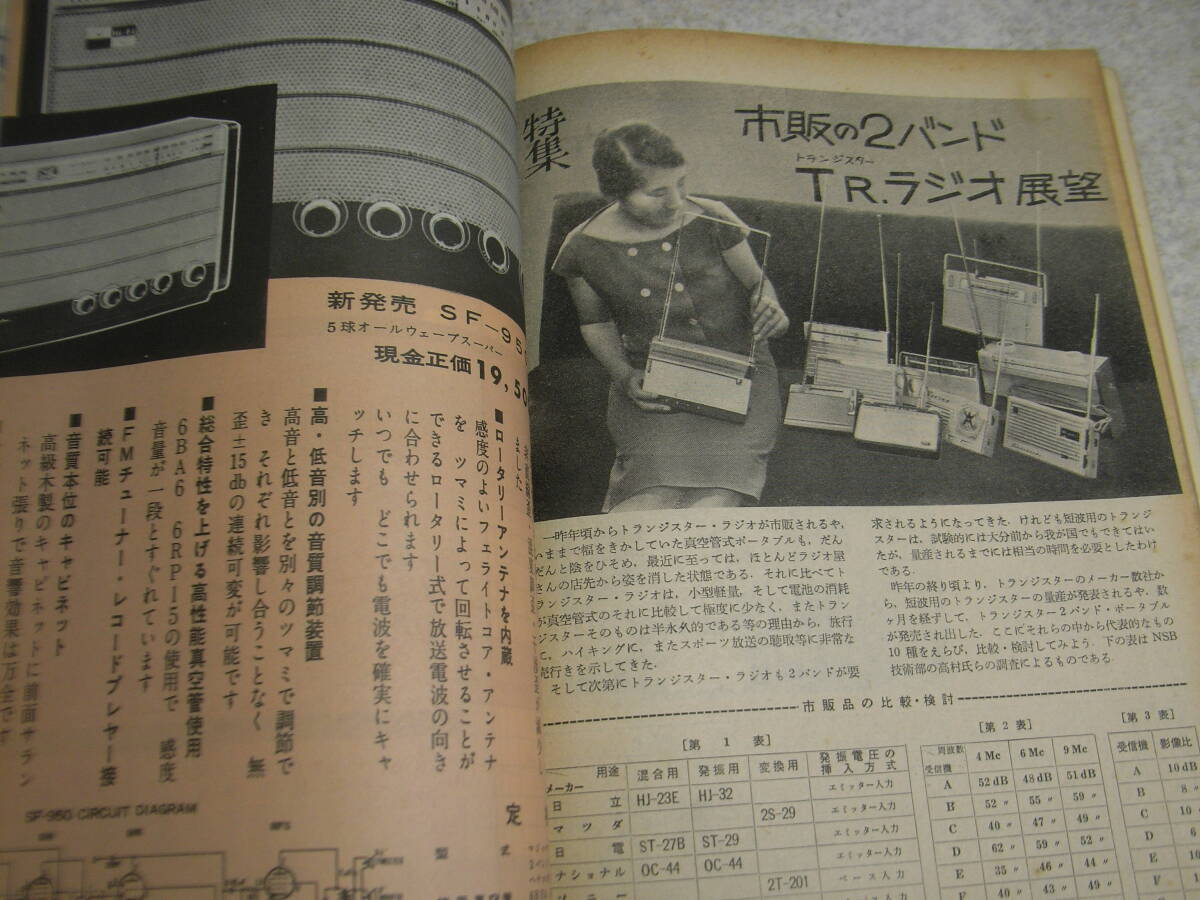 新発売 SF-95
5球オールウェーブスーパー
現金正価19,50
■ロータリーアンテナを内蔵
ました
感度のよいフェライトコア・アンテナ
を ツマミによって回転させることが
できるロータリー式で放送電波の向き
に合わせられます
いつでも どこでも電波を確実にキャ
ッチします
■高・低音別の音質調節装置
高音と低音とを別々のツマミで調節で
き それぞれ影響し合うことなく 無
歪±15dbの連続可変が可能です
■総合特性を上げる高性能真空管使用
6BA6 6RP15の使用で 感度
音量が一段とすぐれています
■FMチューナー・レコードプレヤー接
続可能
■音質本位のキャビネット
高級木製のキャビネットに前面サラン
ネット張りで音響効果は万全です
SF-950 CIRCUIT DIAGRAM
定
特集
市販の2バンド
トランジスター
TR.ラジオ展望
一昨年頃からトランジスター・ラジオが市販されるや,
いままで幅をきかしていた真空管式ポータブルも, だん
だんと陰をひそめ, 最近に至っては, ほとんどラジオ屋
さんの店先から姿を消した状態である. それに比べてト
ランジスター・ラジオは, 小型軽量, そして電池の消耗
が真空管式のそれに比較して極度に少なく, またトラン
ジスターそのものは半永久的である等の理由から, 旅行
て, ハイキングに, またスポーツ放送の聴取等に非常な
売行きを示してきた.
そして次第にトランジスター・ラジオも2バンドが要
求されるようになってきた. けれども短波用のトランジ
スターは, 試験的には大分前から我が国でもできてはい
たが, 量産されるまでには相当の時間を必要としたわけ
である.
昨年の終り頃より, トランジスターのメーカー数社か
ら, 短波用のトランジスターの量産が発表されるや, 数
ヶ月を経ずして, トランジスター2バンド・ポータブル
が発売され出した. ここにそれらの中から代表的なもの
10種をえらび, 比較・検討してみよう. 下の表はNSB
技術部の高村氏らの調査によるものである.
市販品の比較・検討
[第 1 表]
用途 メーカー 混合用 発振用 変換用 発振電圧の挿入方式
日立 HJ-23E HJ-32 エミッター入力
マツダ 2S-29 エミッター入力
日電 ST-27B ST-29 エミッター入力
ナショナル OC-44 OC-44 エミッター入力
2T-201 ベース入力
[第 2 表]
周波数 受信機 4 Mc 6 Mc 9 Mc
A 52dB 48dB 51dB
B 52〃 55〃 59〃
C 40〃 47〃 49〃
D 62〃 59〃 52〃
E 35〃 46〃 44〃
F 40〃 43〃 49〃
[第 3 表]
受信機 影像比
A 10dB
B 8〃
C 10
D 6
E 10
F